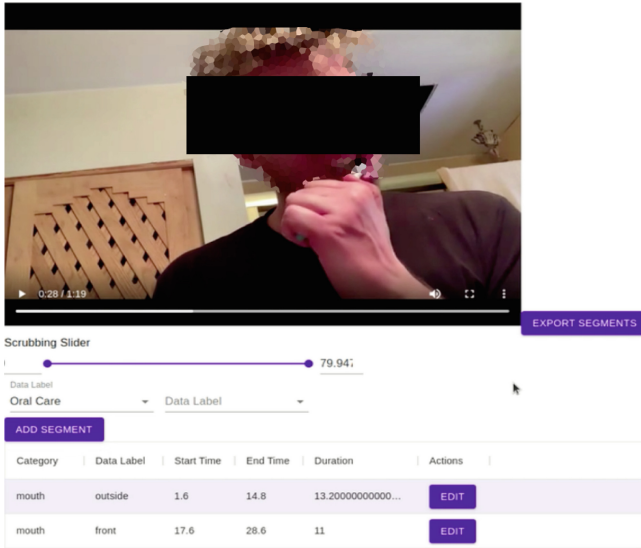 0:28 / 1:19
EXPORT SEGMENTS
Scrubbing Slider
79.947
Data Label
Oral Care
Data Label
ADD SEGMENT
Category Data Label Start Time End Time Duration Actions
mouth outside 1.6 14.8 13.20000000000... EDIT
mouth front 17.6 28.6 11 EDIT